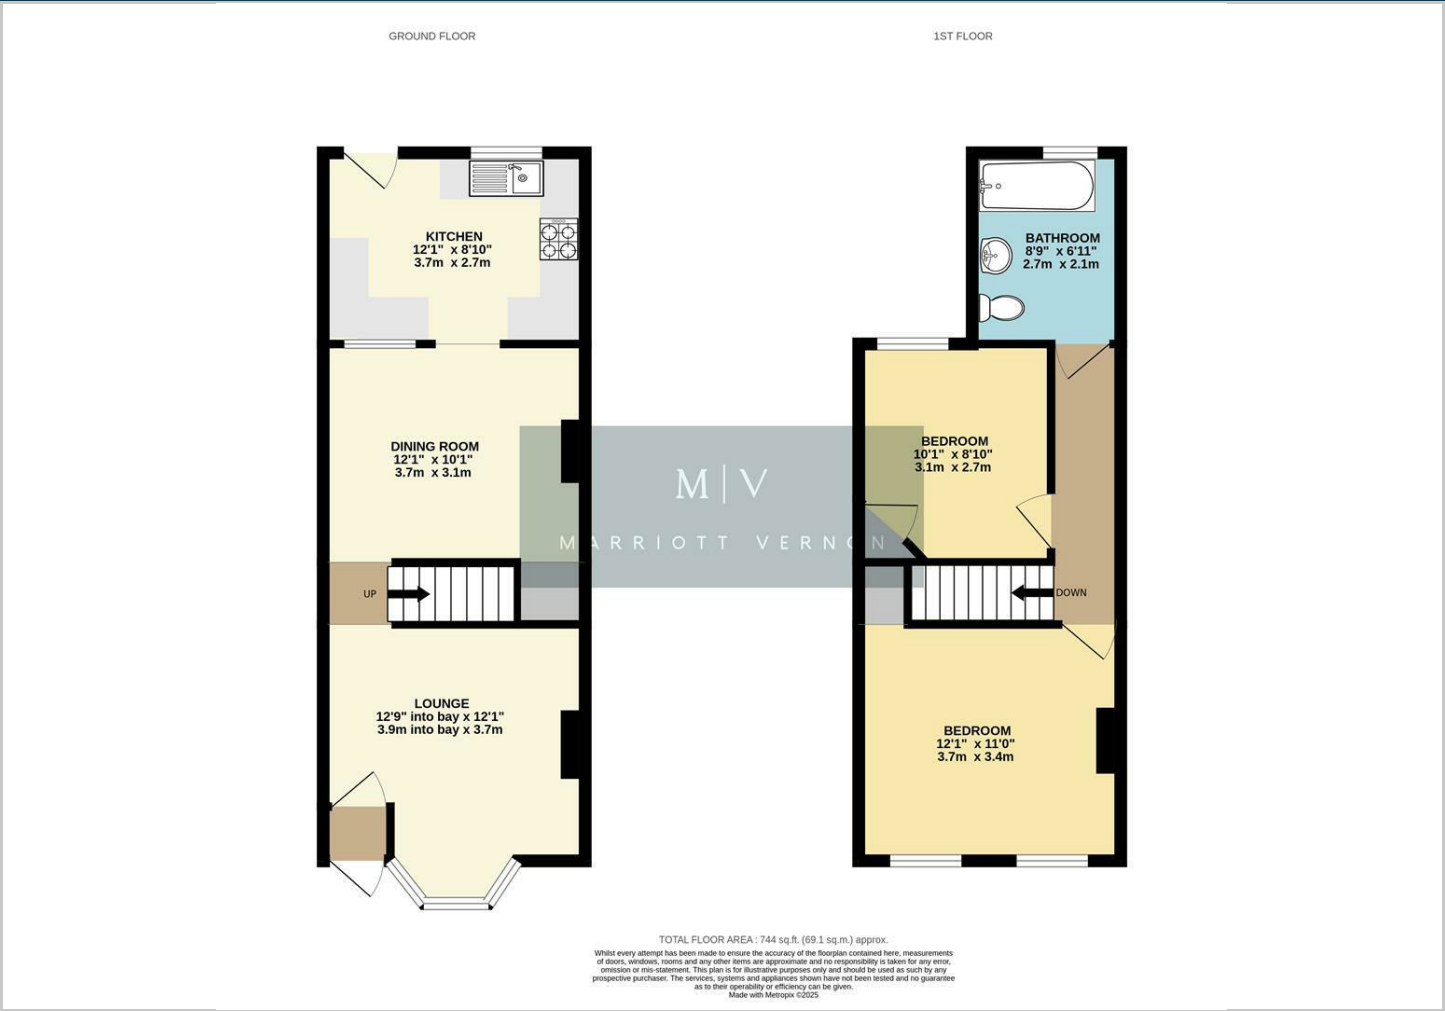 GROUND FLOOR
1ST FLOOR
KITCHEN
12'1" x 8'10"
3.7m x 2.7m
DINING ROOM
12'1" x 10'1"
3.7m x 3.1m
UP
LOUNGE
12'9" into bay x 12'1"
3.9m into bay x 3.7m
M|V
MARRIOTT VERNON
BATHROOM
8'9" x 6'11"
2.7m x 2.1m
BEDROOM
10'1" x 8'10"
3.1m x 2.7m
DOWN
BEDROOM
12'1" x 11'0"
3.7m x 3.4m
TOTAL FLOOR AREA : 744 sq.ft. (69.1 sq.m.) approx.
Whilst every attempt has been made to ensure the accuracy of the floorplan contained here, measurements
of doors, windows, rooms and any other items are approximate and no responsibility is taken for any error,
omission or mis-statement. This plan is for illustrative purposes only and should be used as such by any
prospective purchaser. The services, systems and appliances shown have not been tested and no guarantee
as to their operability or efficiency can be given.
Made with Metropix ©2025